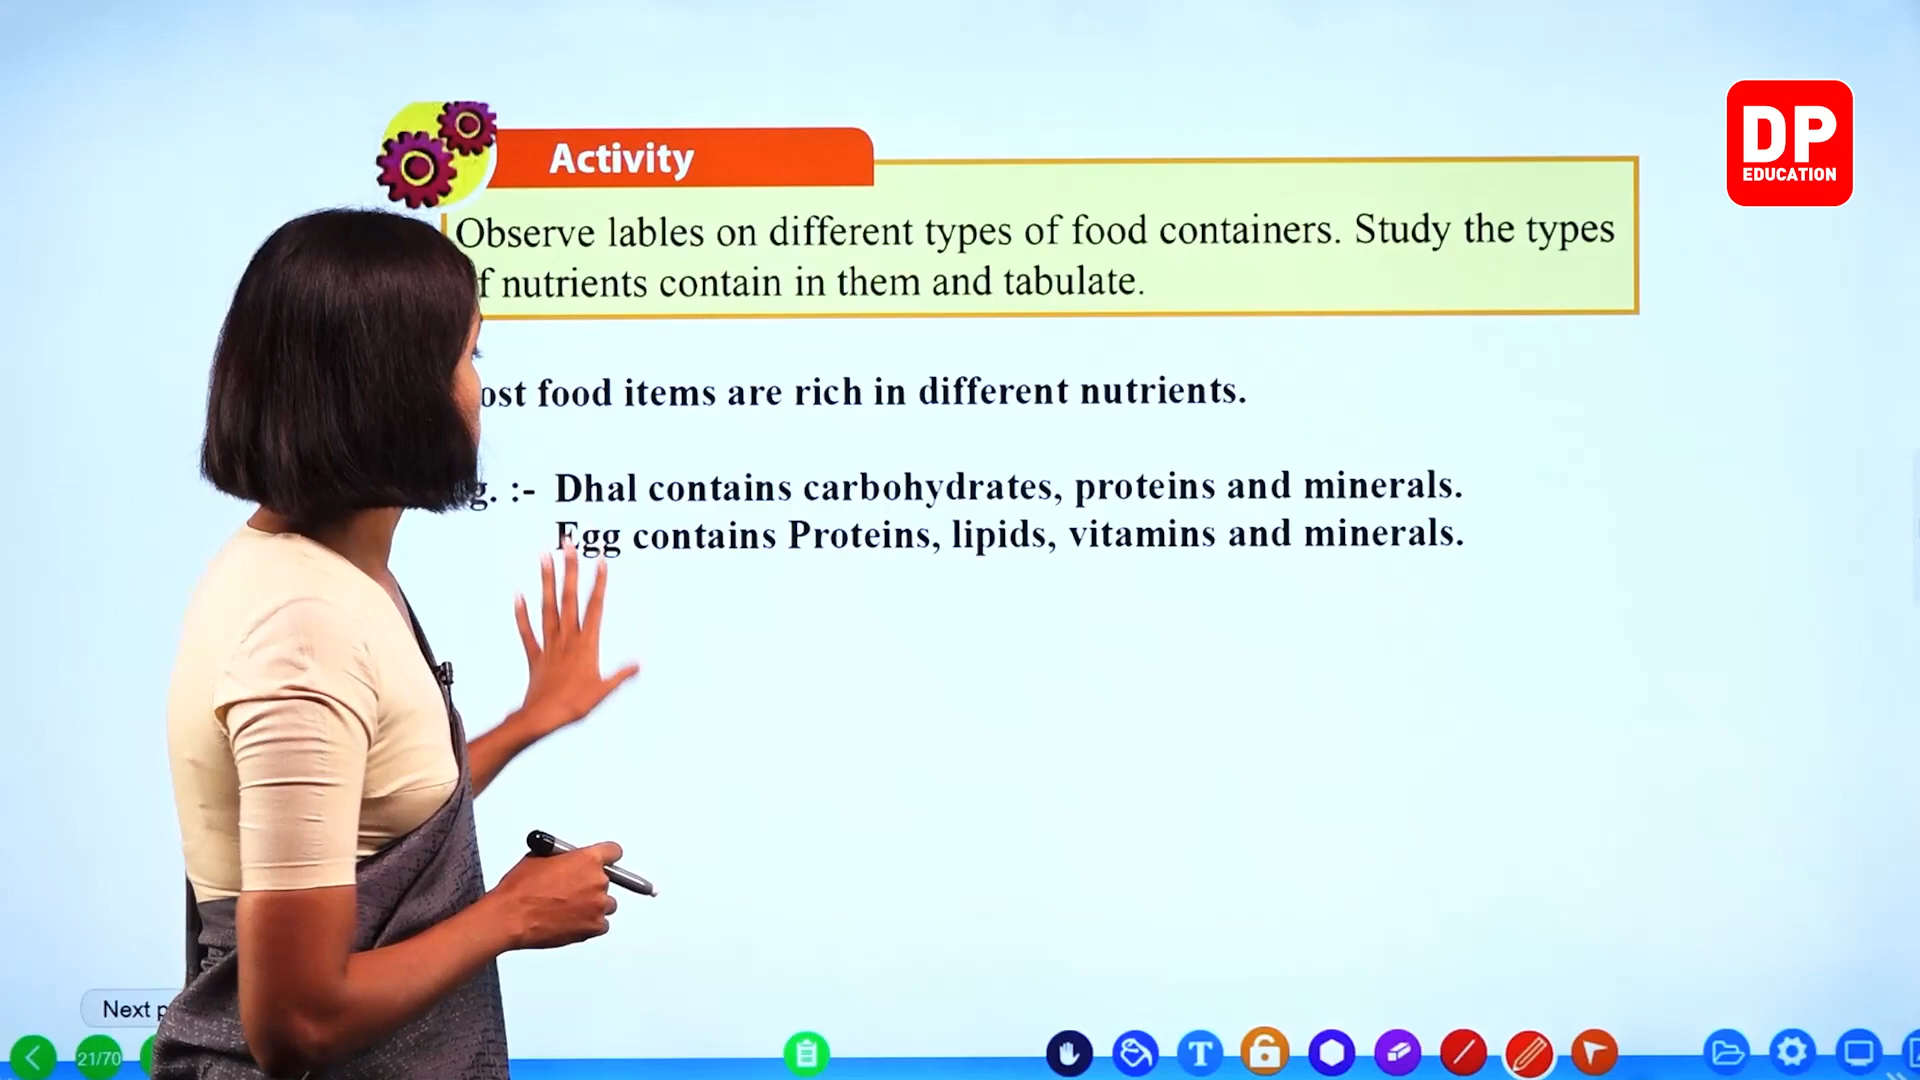 DP
EDUCATION
Activity
Observe lables on different types of food containers. Study the types
f nutrients contain in them and tabulate.
ost food items are rich in different nutrients.
g. :- Dhal contains carbohydrates, proteins and minerals.
Egg contains Proteins, lipids, vitamins and minerals.
Next p
21/70
T